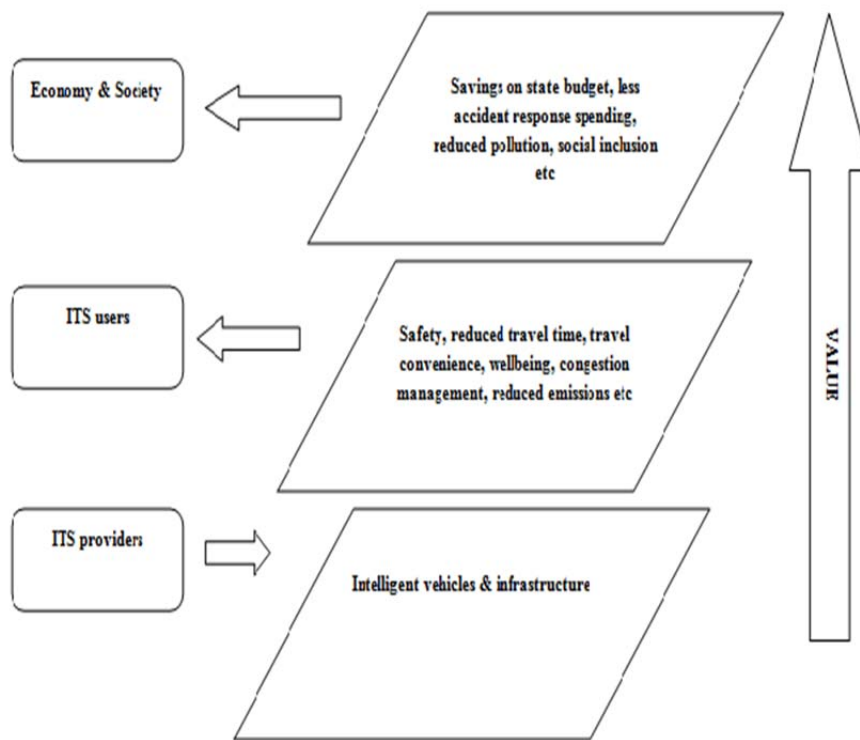 Economy & Society
Savings on state budget, less
accident response spending,
reduced pollution, social inclusion
etc
ITS users
Safety, reduced travel time, travel
convenience, wellbeing, congestion
management, reduced emissions etc
VALUE
ITS providers
Intelligent vehicles & infrastructure